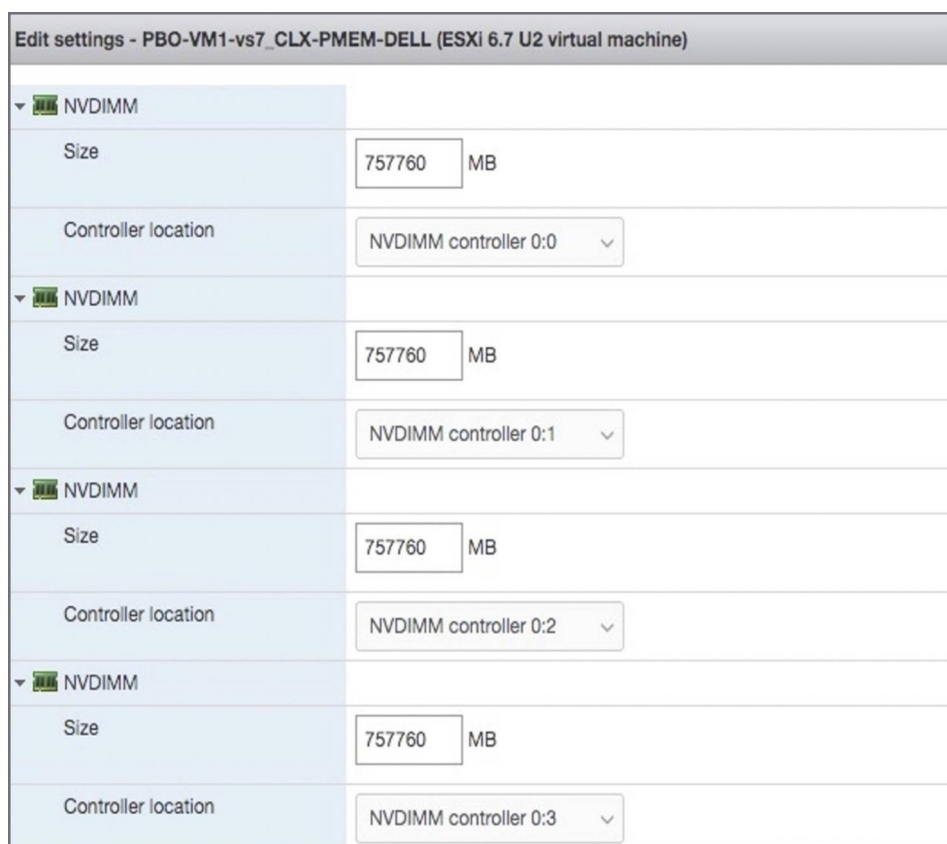 Edit settings - PBO-VM1-vs7_CLX-PMEM-DELL (ESXi 6.7 U2 virtual machine)
NVDIMM
Size 757760 MB
Controller location NVDIMM controller 0:0
NVDIMM
Size 757760 MB
Controller location NVDIMM controller 0:1
NVDIMM
Size 757760 MB
Controller location NVDIMM controller 0:2
NVDIMM
Size 757760 MB
Controller location NVDIMM controller 0:3